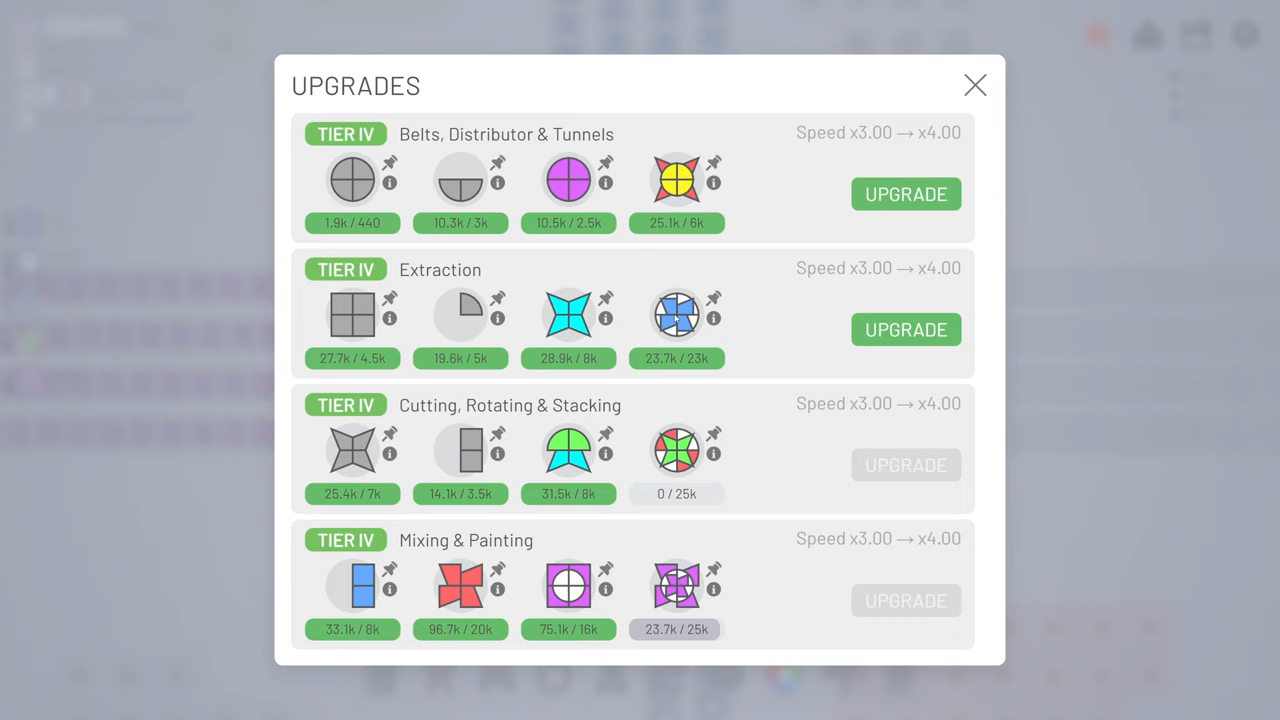 UPGRADES
TIER IV Belts, Distributor & Tunnels Speed x3.00 → x4.00
UPGRADE
1.9k / 440 10.3k / 3k 10.5k / 2.5k 25.1k / 6k
TIER IV Extraction Speed x3.00 → x4.00
UPGRADE
27.7k / 4.5k 19.6k / 5k 28.9k / 8k 23.7k / 23k
TIER IV Cutting, Rotating & Stacking Speed x3.00 → x4.00
UPGRADE
25.4k / 7k 14.1k / 3.5k 31.5k / 8k 0 / 25k
TIER IV Mixing & Painting Speed x3.00 → x4.00
UPGRADE
33.1k / 8k 96.7k / 20k 75.1k / 16k 23.7k / 25k